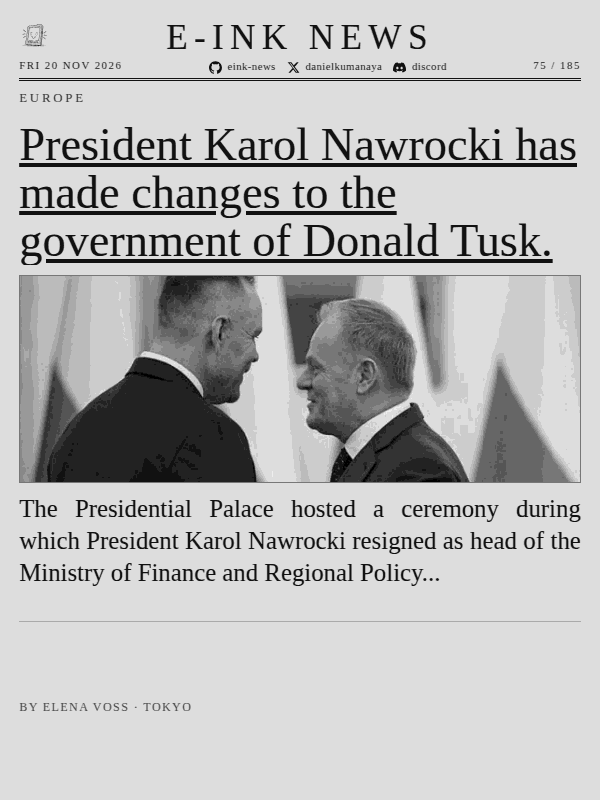 E-INK NEWS
FRI 20 NOV 2026
eink-news danielkumanaya discord
75 / 185
EUROPE
President Karol Nawrocki has
made changes to the
government of Donald Tusk.
The Presidential Palace hosted a ceremony during
which President Karol Nawrocki resigned as head of the
Ministry of Finance and Regional Policy...
BY ELENA VOSS · TOKYO